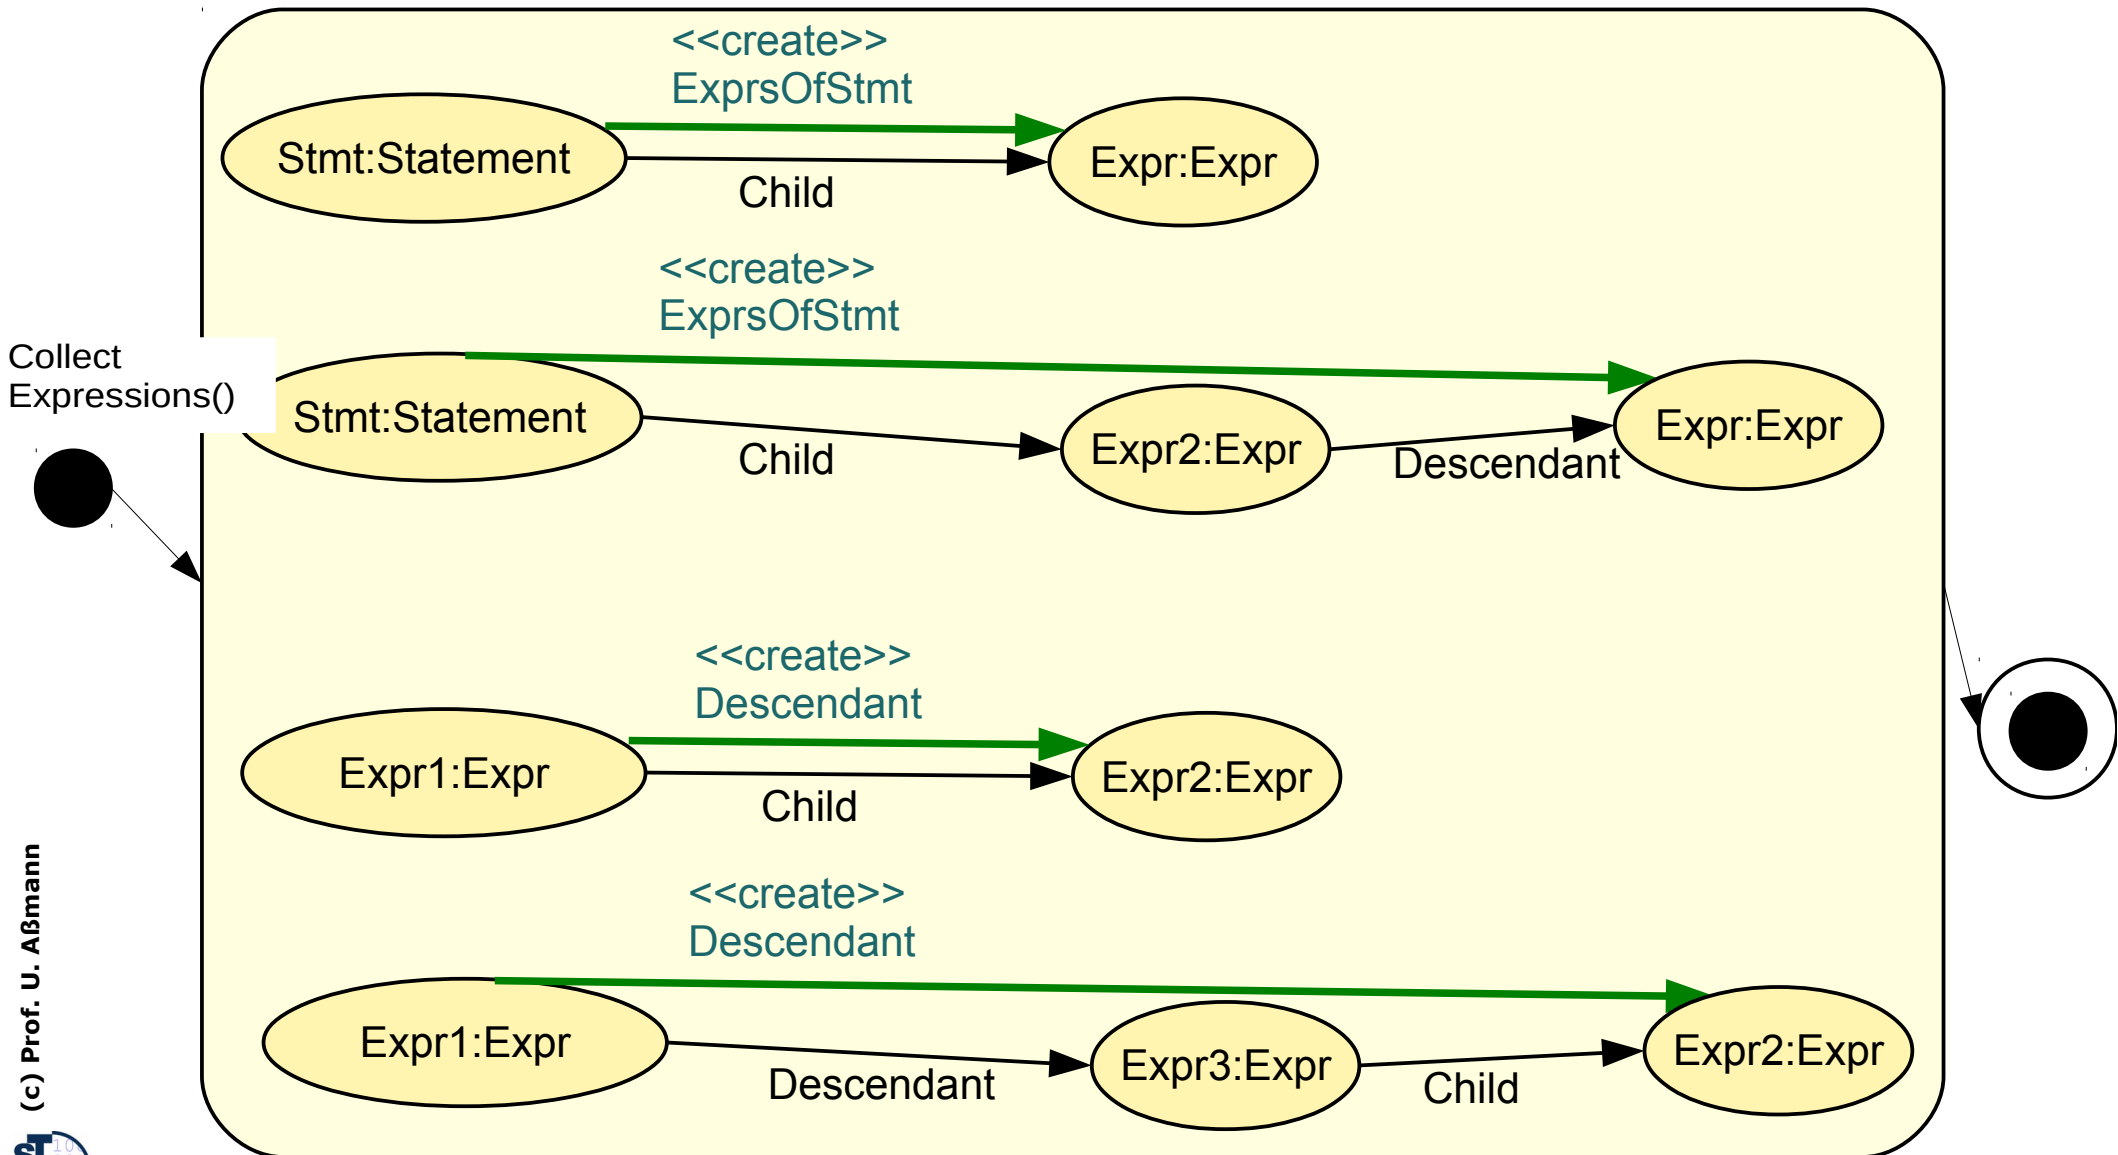 <<create>>
ExprsOfStmt
Stmt:Statement
Expr:Expr
Child
<<create>>
ExprsOfStmt
Collect
Expressions()
Stmt:Statement
Expr2:Expr
Expr:Expr
Child
Descendant
<<create>>
Descendant
Expr1:Expr
Expr2:Expr
Child
<<create>>
Descendant
Expr1:Expr
Expr3:Expr
Expr2:Expr
Descendant
Child
(c) Prof. U. Aßmann
ST